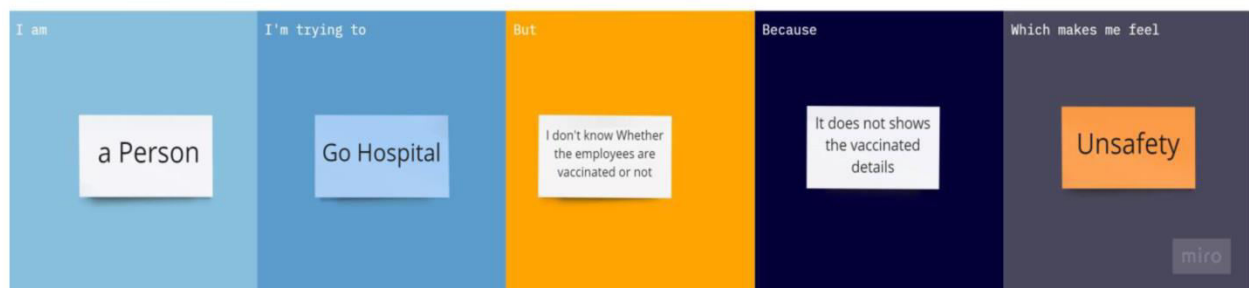 I am
a Person
I'm trying to
Go Hospital
But
I don't know Whether
the employees are
vaccinated or not
Because
It does not shows
the vaccinated
details
Which makes me feel
Unsafety
miro